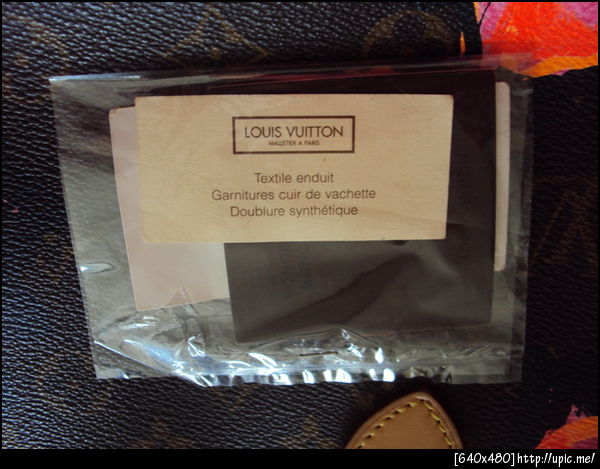 LOUIS VUITTON
MALLETIER A PARIS
Textile enduit
Garnitures cuir de vachette
Doublure synthétique
[640x480]http://upic.me/